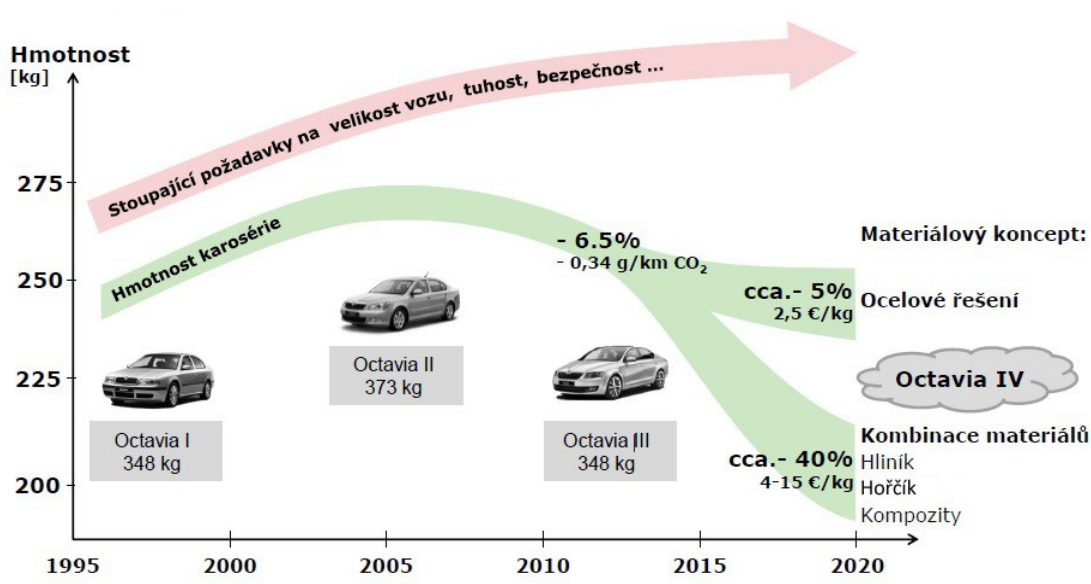 Hmotnost
[kg]
Stoupající požadavky na velikost vozu, tuhost, bezpečnost ...
275
Hmotnost karosérie
- 6.5%
- 0,34 g/km CO₂
Materiálový koncept:
250
cca.- 5%
2,5 €/kg
Ocelové řešení
Octavia II
373 kg
225
Octavia IV
Octavia I
348 kg
Octavia III
348 kg
Kombinace materiálů
cca.- 40%
4-15 €/kg
Hliník
Hořčík
Kompozity
200
1995
2000
2005
2010
2015
2020